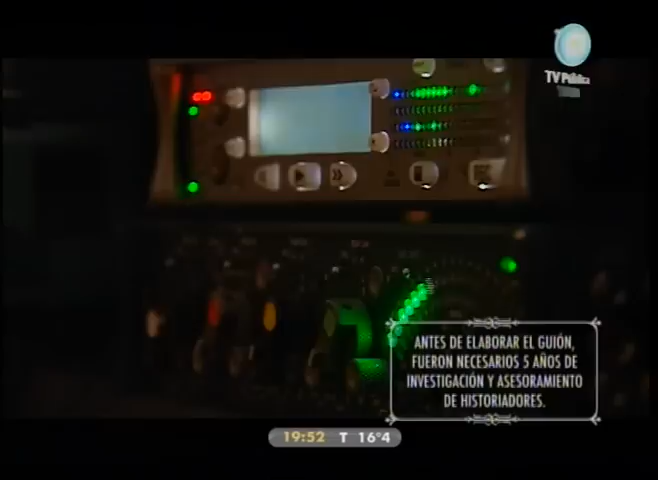 TV Pública
ANTES DE ELABORAR EL GUIÓN,
FUERON NECESARIOS 5 AÑOS DE
INVESTIGACIÓN Y ASESORAMIENTO
DE HISTORIADORES.
19:52 T 16°4